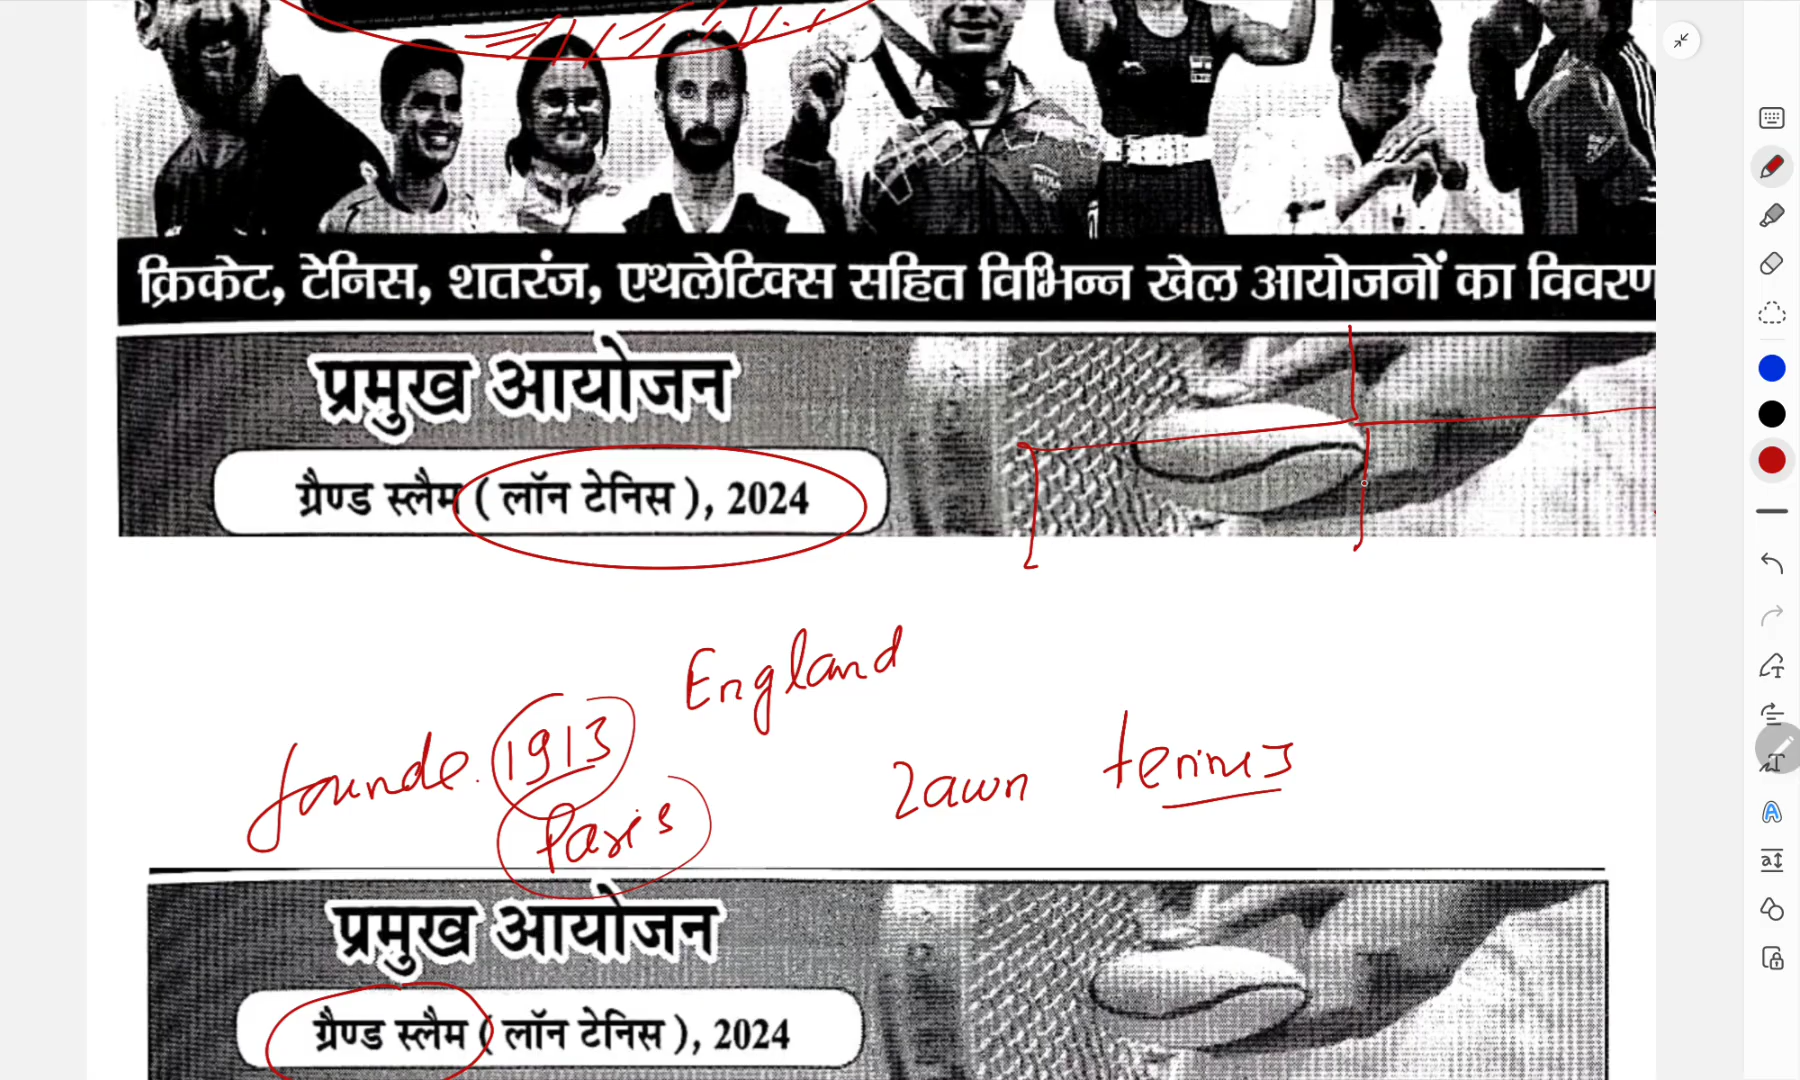 क्रिकेट, टेनिस, शतरंज, एथलेटिक्स सहित विभिन्न खेल आयोजनों का विवरण
प्रमुख आयोजन
ग्रैण्ड स्लैम ( लॉन टेनिस ), 2024
England
founde. 1913
Paris
Lawn tennis
प्रमुख आयोजन
ग्रैण्ड स्लैम ( लॉन टेनिस ), 2024